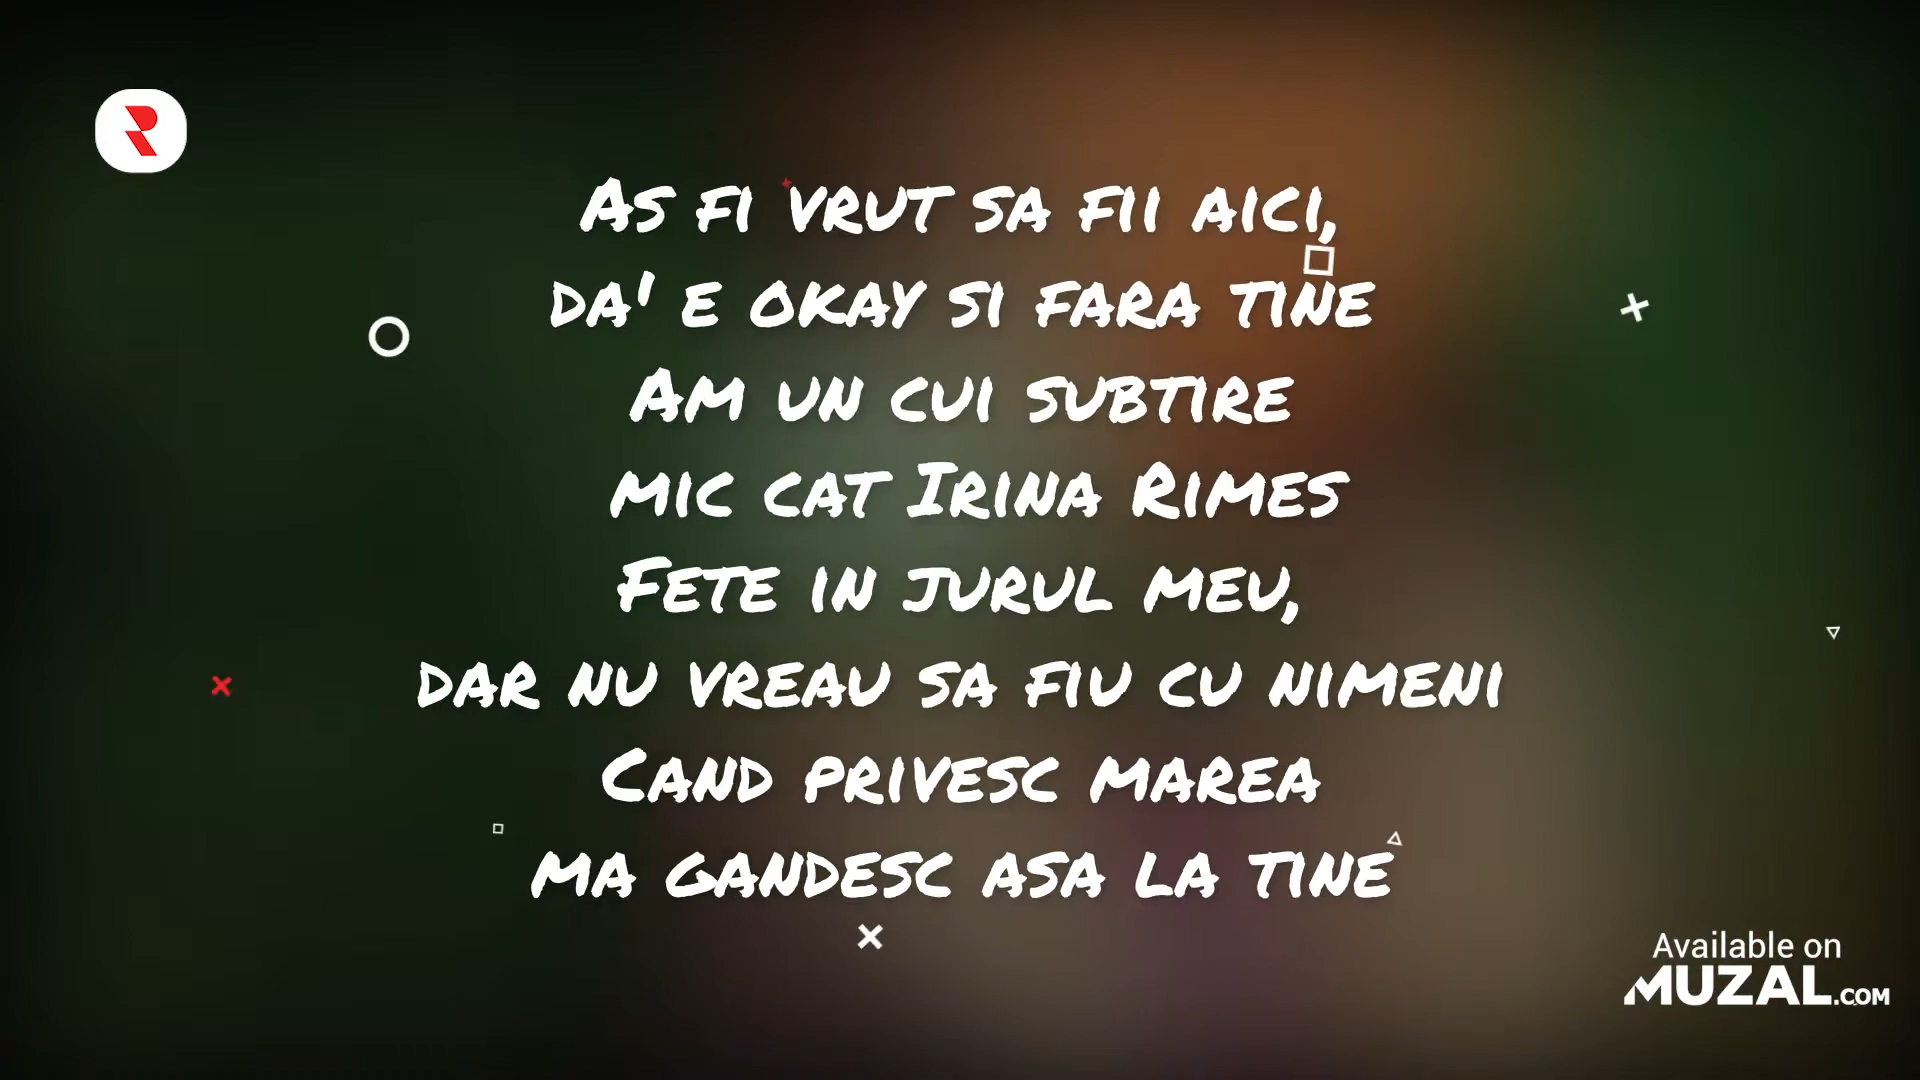 As fi vrut sa fii aici,
da' e okay si fara tine
Am un cui subtire
mic cat Irina Rimes
Fete in jurul meu,
dar nu vreau sa fiu cu nimeni
Cand privesc marea
ma gandesc asa la tine
Available on
MUZAL.COM